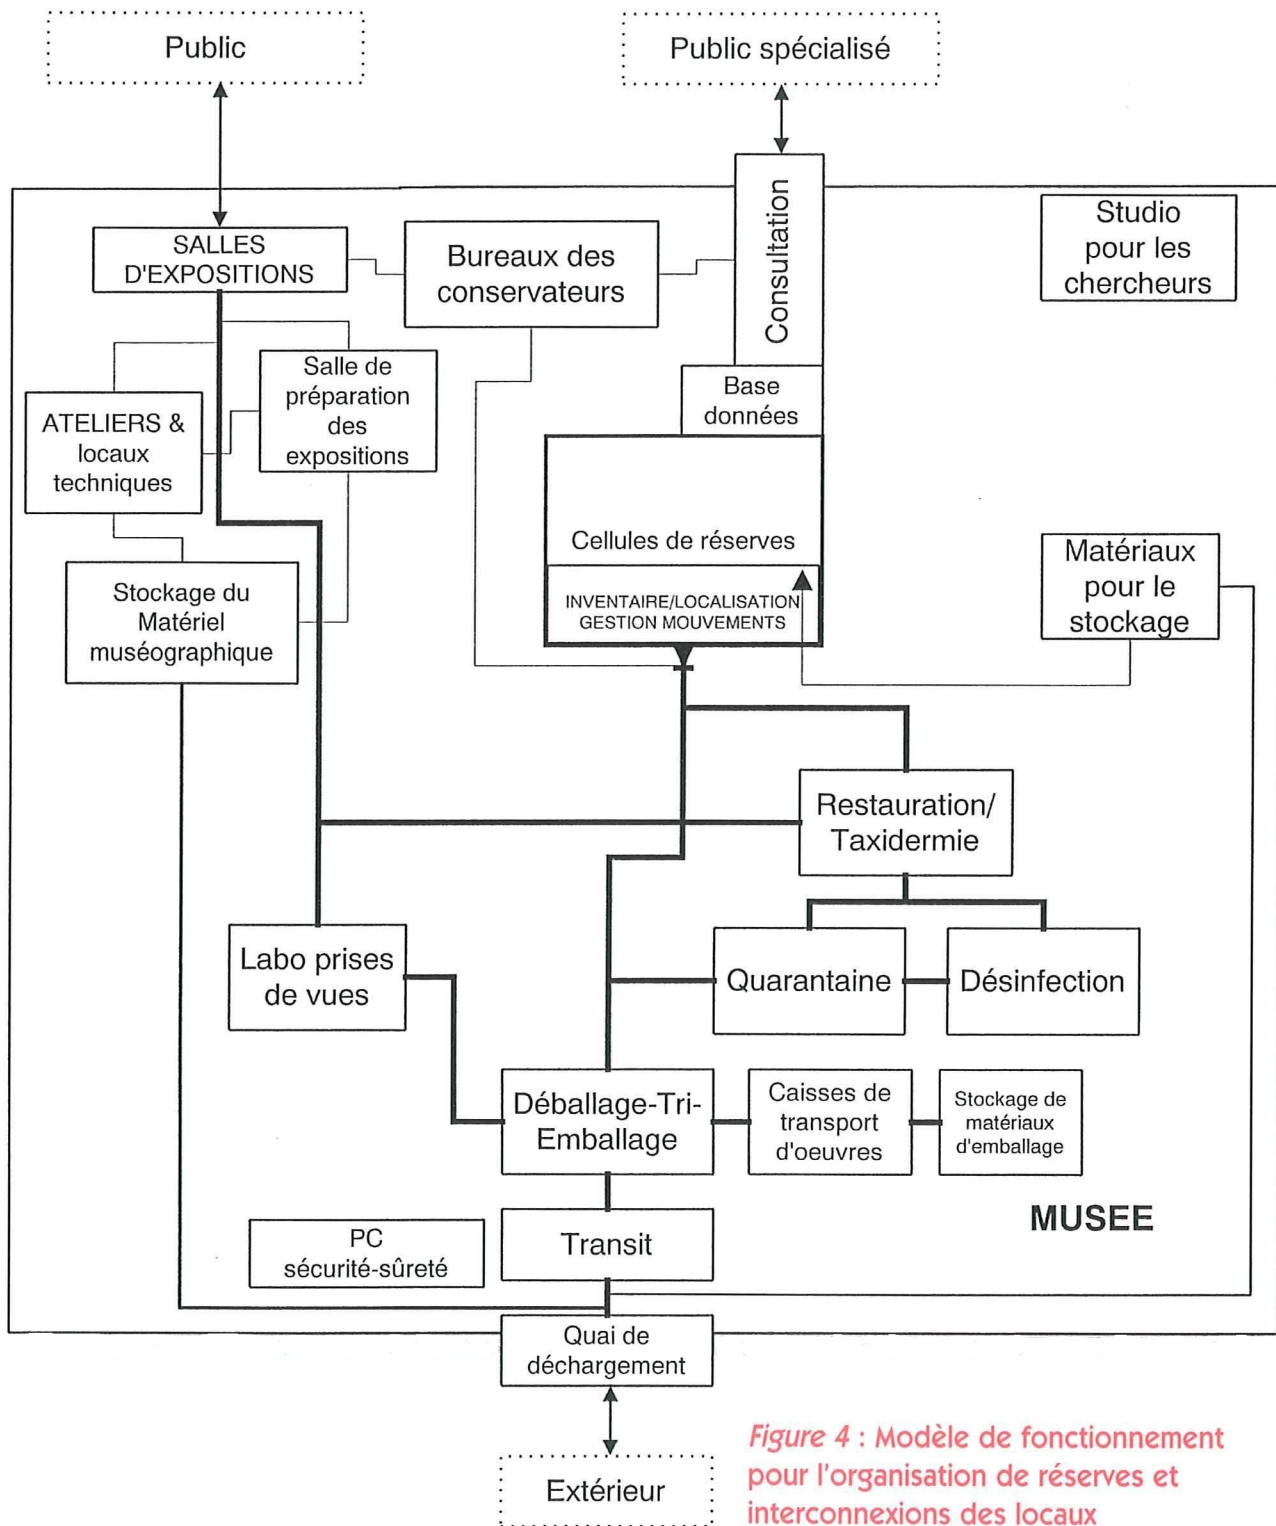 Public
Public spécialisé
Consultation
Studio
pour les
chercheurs
SALLES
D'EXPOSITIONS
Bureaux des
conservateurs
Salle de
préparation
des
expositions
Base
données
ATELIERS &
locaux
techniques
Cellules de réserves
INVENTAIRE/LOCALISATION
GESTION MOUVEMENTS
Matériaux
pour le
stockage
Stockage du
Matériel
muséographique
Restauration/
Taxidermie
Labo prises
de vues
Quarantaine
Désinfection
Déballage-Tri-
Emballage
Caisses de
transport
d'oeuvres
Stockage de
matériaux
d'emballage
MUSEE
PC
sécurité-sûreté
Transit
Quai de
déchargement
Extérieur
Figure 4 : Modèle de fonctionnement
pour l'organisation de réserves et
interconnexions des locaux